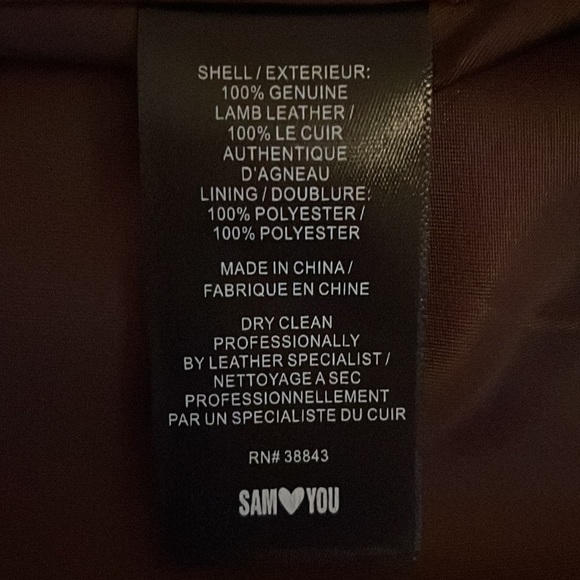 SHELL / EXTERIEUR:
100% GENUINE
LAMB LEATHER /
100% LE CUIR
AUTHENTIQUE
D'AGNEAU
LINING / DOUBLURE:
100% POLYESTER /
100% POLYESTER
MADE IN CHINA /
FABRIQUE EN CHINE
DRY CLEAN
PROFESSIONALLY
BY LEATHER SPECIALIST /
NETTOYAGE A SEC
PROFESSIONNELLEMENT
PAR UN SPECIALISTE DU CUIR
RN# 38843
SAM♥YOU